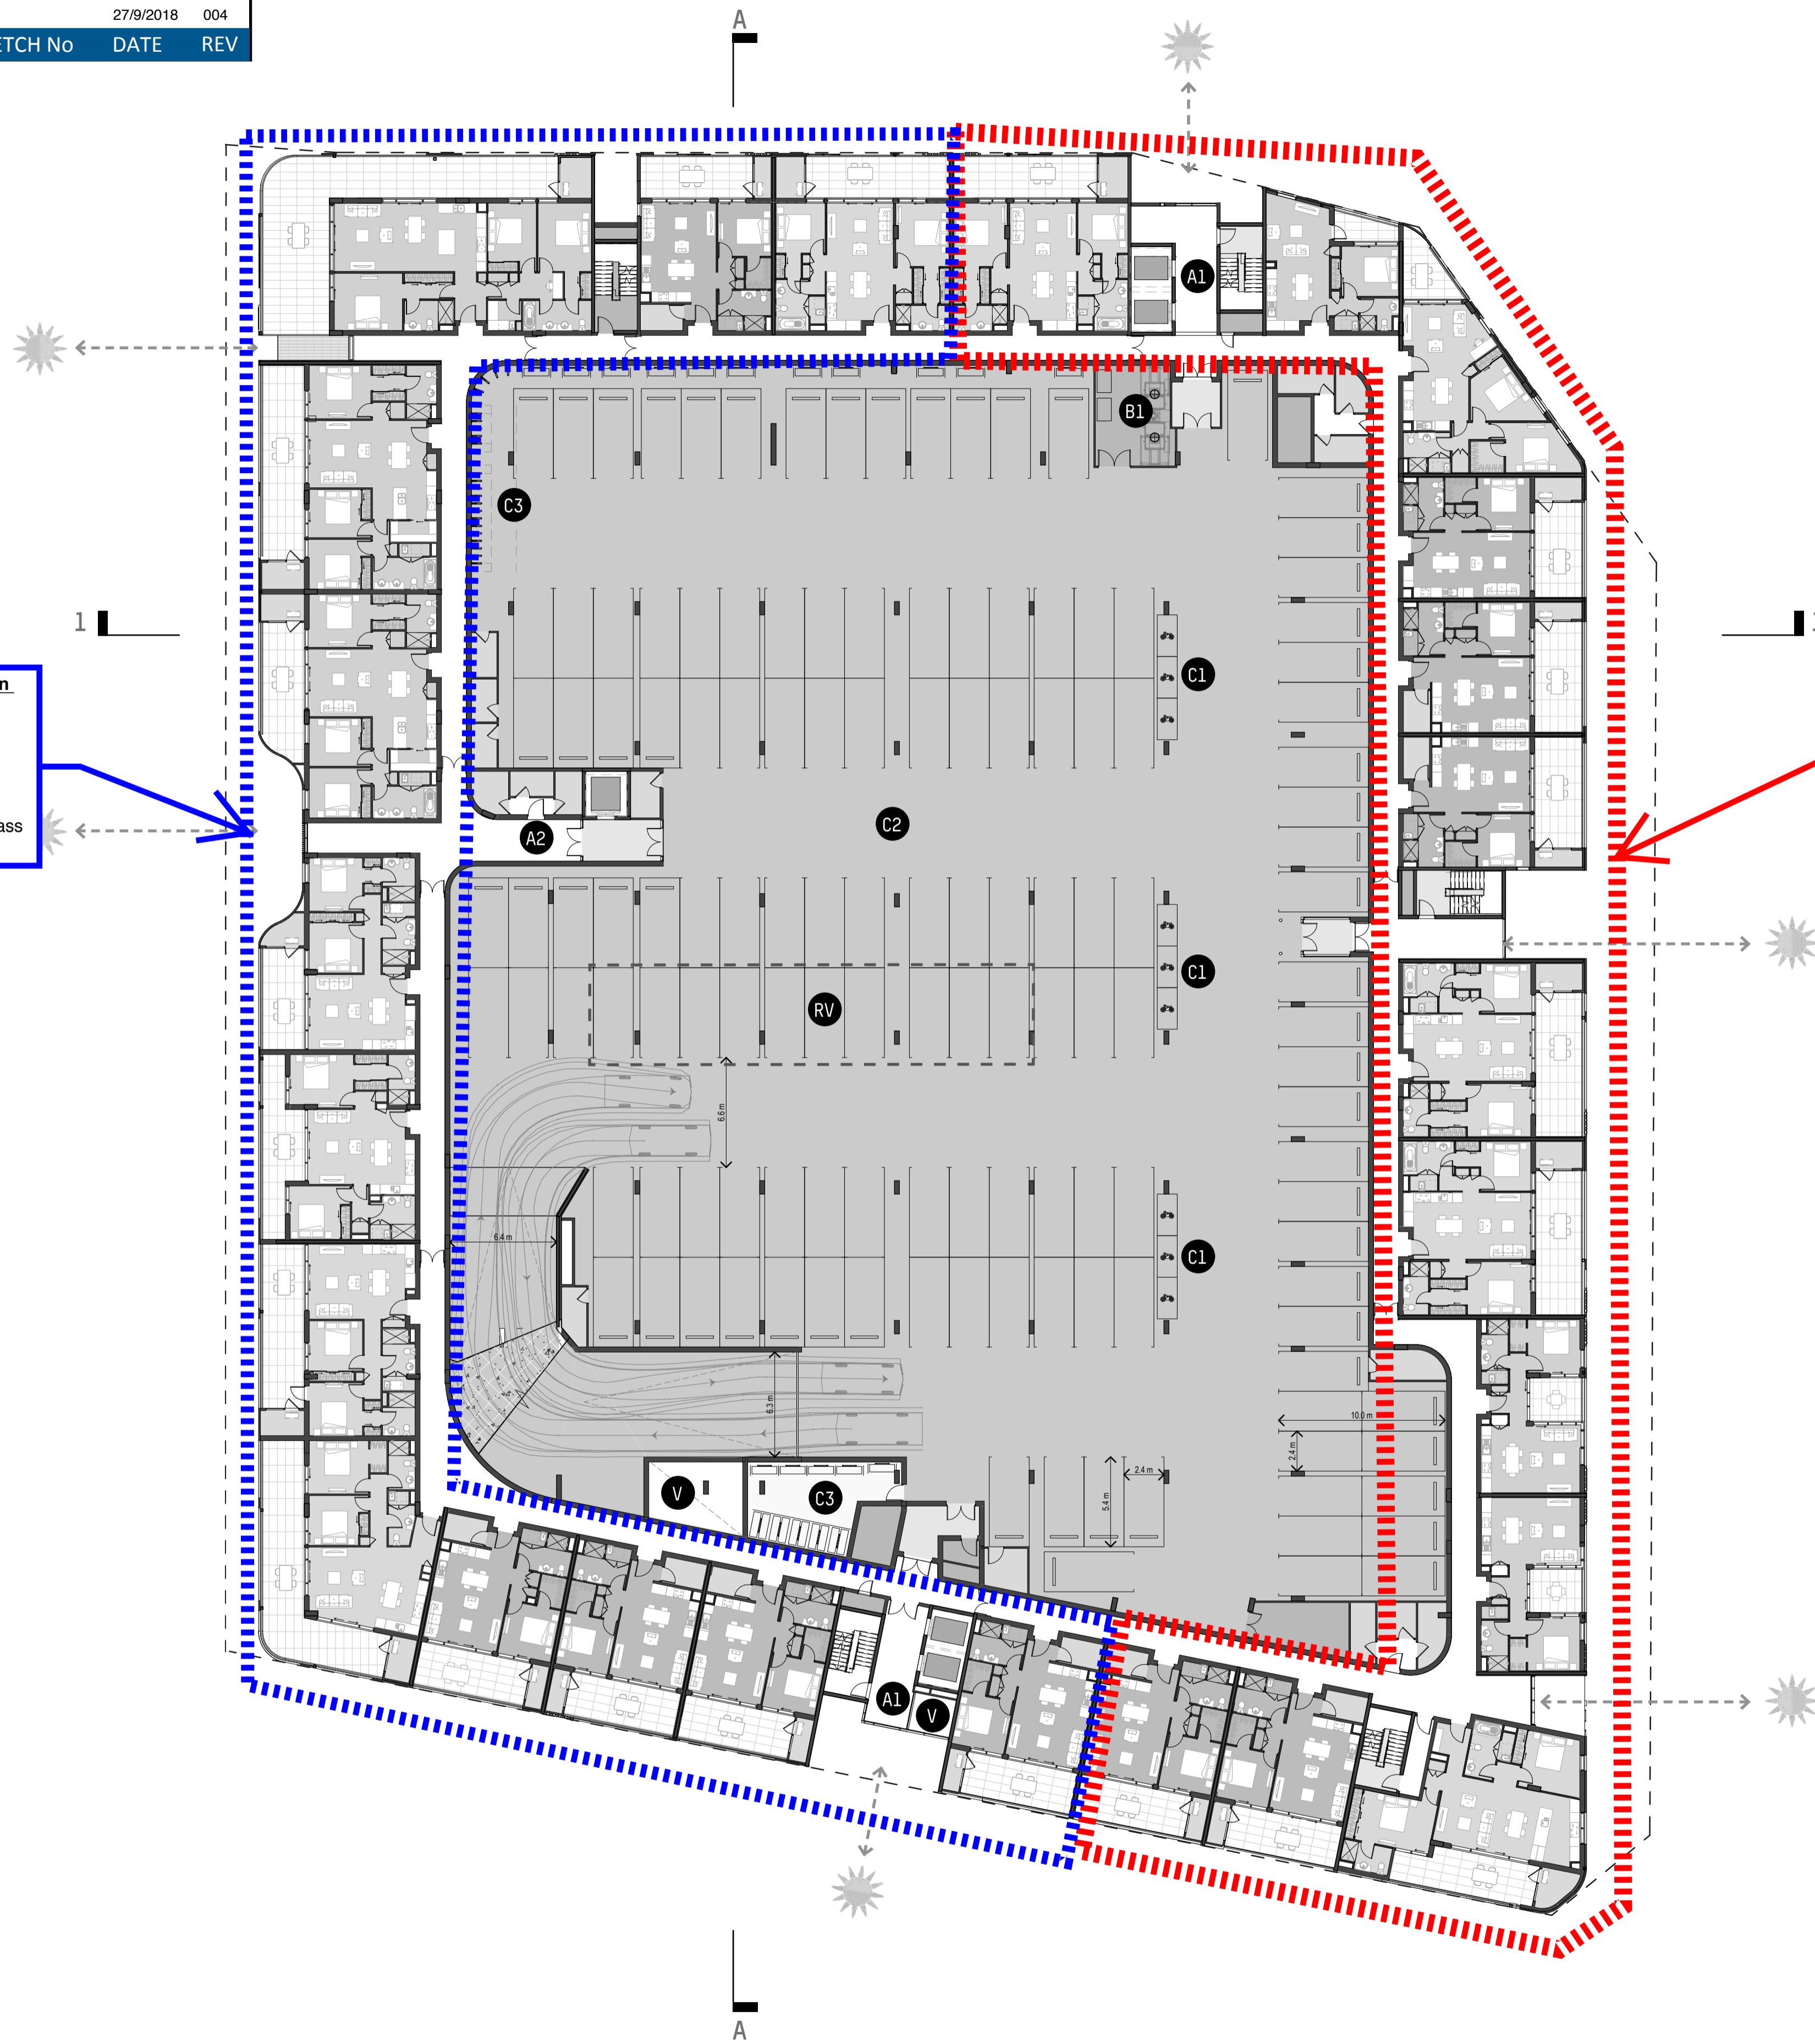 27/9/2018 004
ETCH No DATE REV
A
A1
B1
C3
1
C1
n
C2
A2
ass
C1
RV
6.6 m
6.4 m
C1
6.3 m
10.0 m
2.4 m
2.4 m
5.4 m
V
C3
A1
V
A